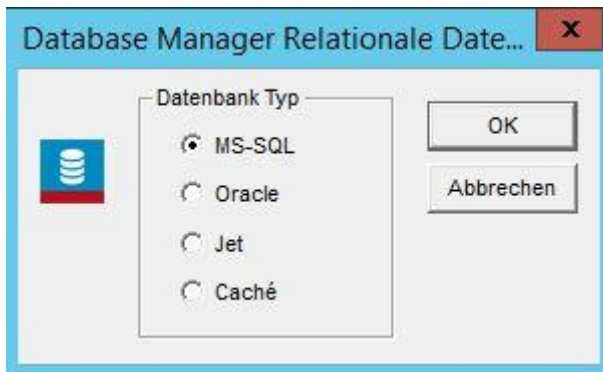 Database Manager Relationale Date...
x
Datenbank Typ
MS-SQL
Oracle
Jet
Caché
OK
Abbrechen